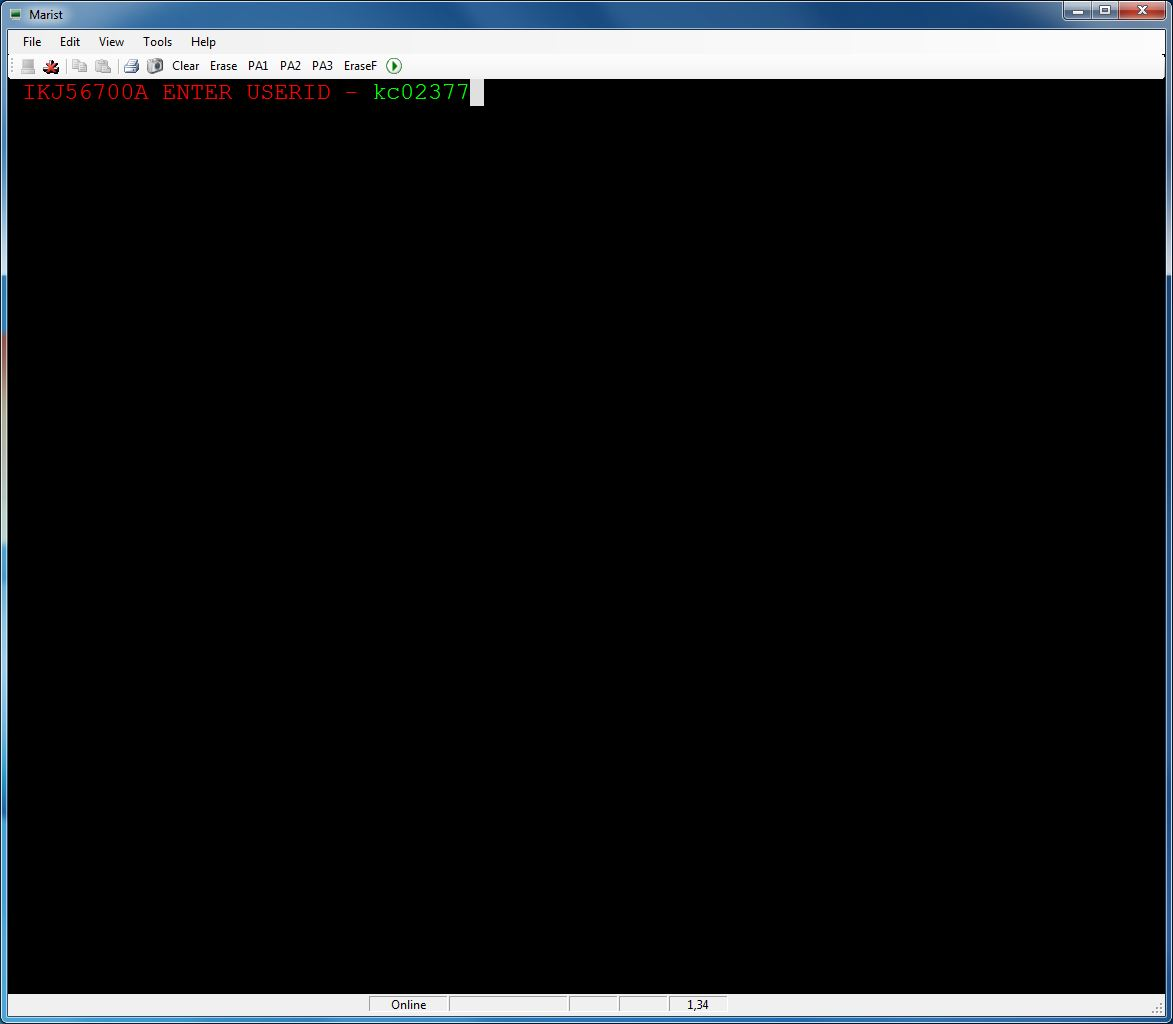 Marist
File Edit View Tools Help
Clear Erase PA1 PA2 PA3 EraseF
IKJ56700A ENTER USERID - kc02377
Online 1,34